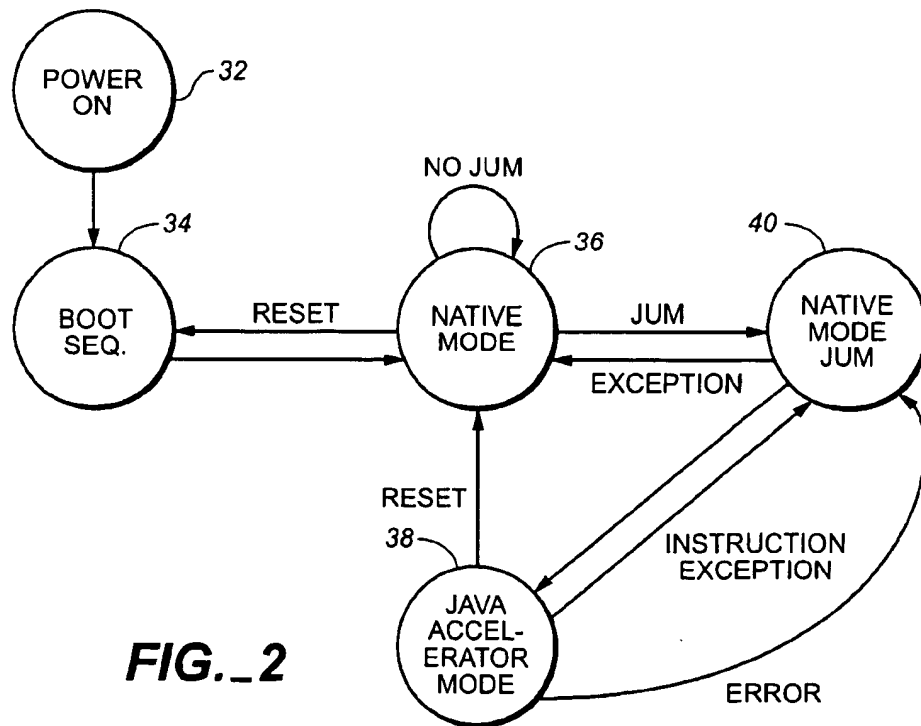 POWER
ON
32
NO JUM
34
36
40
BOOT
SEQ.
RESET
NATIVE
MODE
JUM
EXCEPTION
NATIVE
MODE
JUM
RESET
38
INSTRUCTION
EXCEPTION
JAVA
ACCEL-
ERATOR
MODE
ERROR
FIG._2